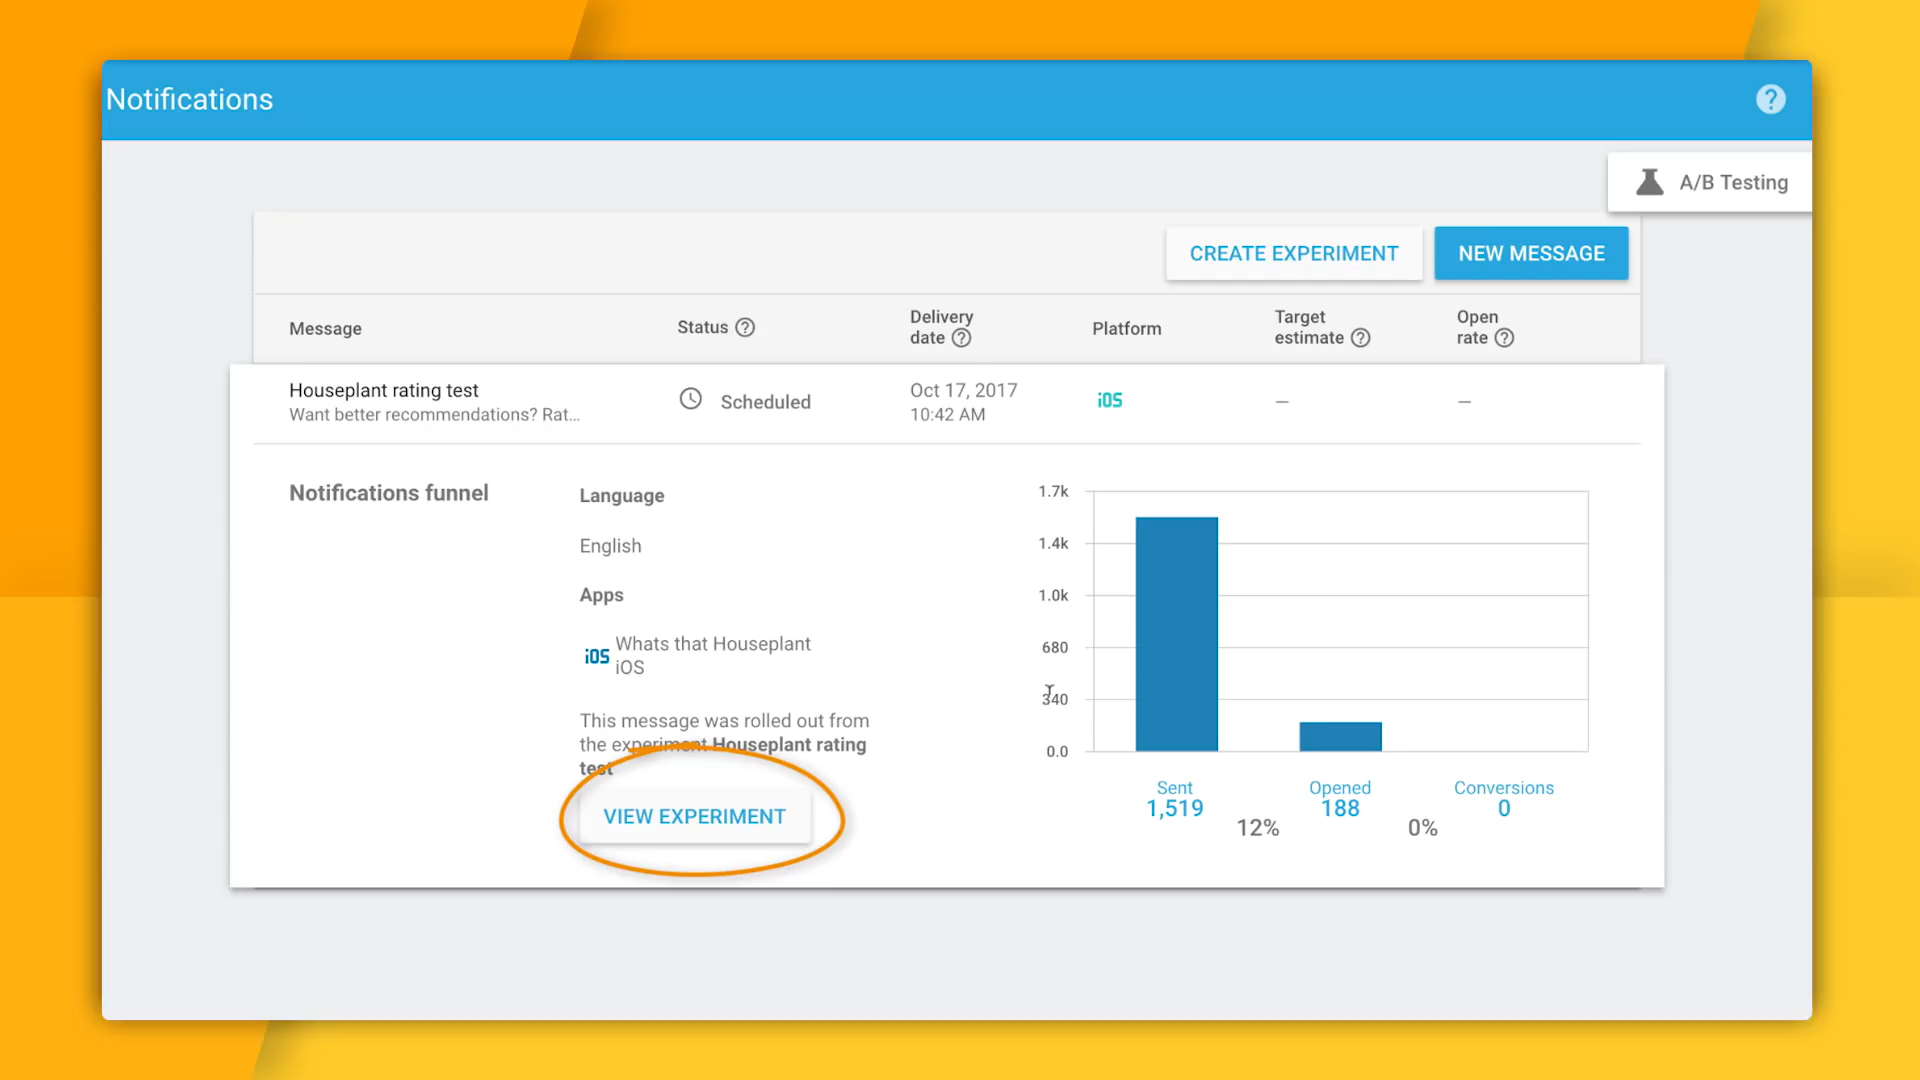 Notifications
?
A/B Testing
CREATE EXPERIMENT
NEW MESSAGE
Message
Status ?
Delivery
date ?
Platform
Target
estimate ?
Open
rate ?
Houseplant rating test
Want better recommendations? Rat...
Scheduled
Oct 17, 2017
10:42 AM
iOS
–
–
Notifications funnel
Language
English
Apps
iOS
Whats that Houseplant
iOS
This message was rolled out from
the experiment Houseplant rating
test
VIEW EXPERIMENT
1.7k
1.4k
1.0k
680
340
0.0
Sent
1,519
12%
Opened
188
0%
Conversions
0